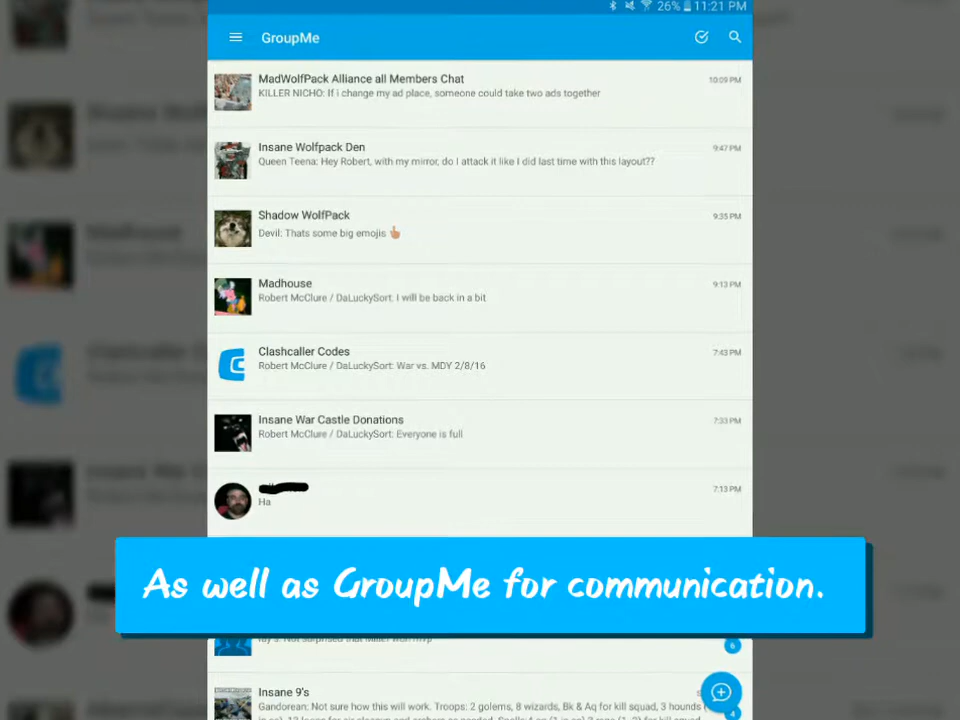 26% 11:21 PM
GroupMe
MadWolfPack Alliance all Members Chat
10:09 PM
KILLER NICHO: If i change my ad place, someone could take two ads together
Insane Wolfpack Den
9:47 PM
Queen Teena: Hey Robert, with my mirror, do I attack it like I did last time with this layout??
Shadow WolfPack
9:35 PM
Devil: Thats some big emojis
Madhouse
9:13 PM
Robert McClure / DaLuckySort: I will be back in a bit
Clashcaller Codes
7:43 PM
Robert McClure / DaLuckySort: War vs. MDY 2/8/16
Insane War Castle Donations
7:33 PM
Robert McClure / DaLuckySort: Everyone is full
7:13 PM
Ha
As well as GroupMe for communication.
6
Insane 9's
Gandorean: Not sure how this will work. Troops: 2 golems, 8 wizards, Bk & Aq for kill squad, 3 hounds
4